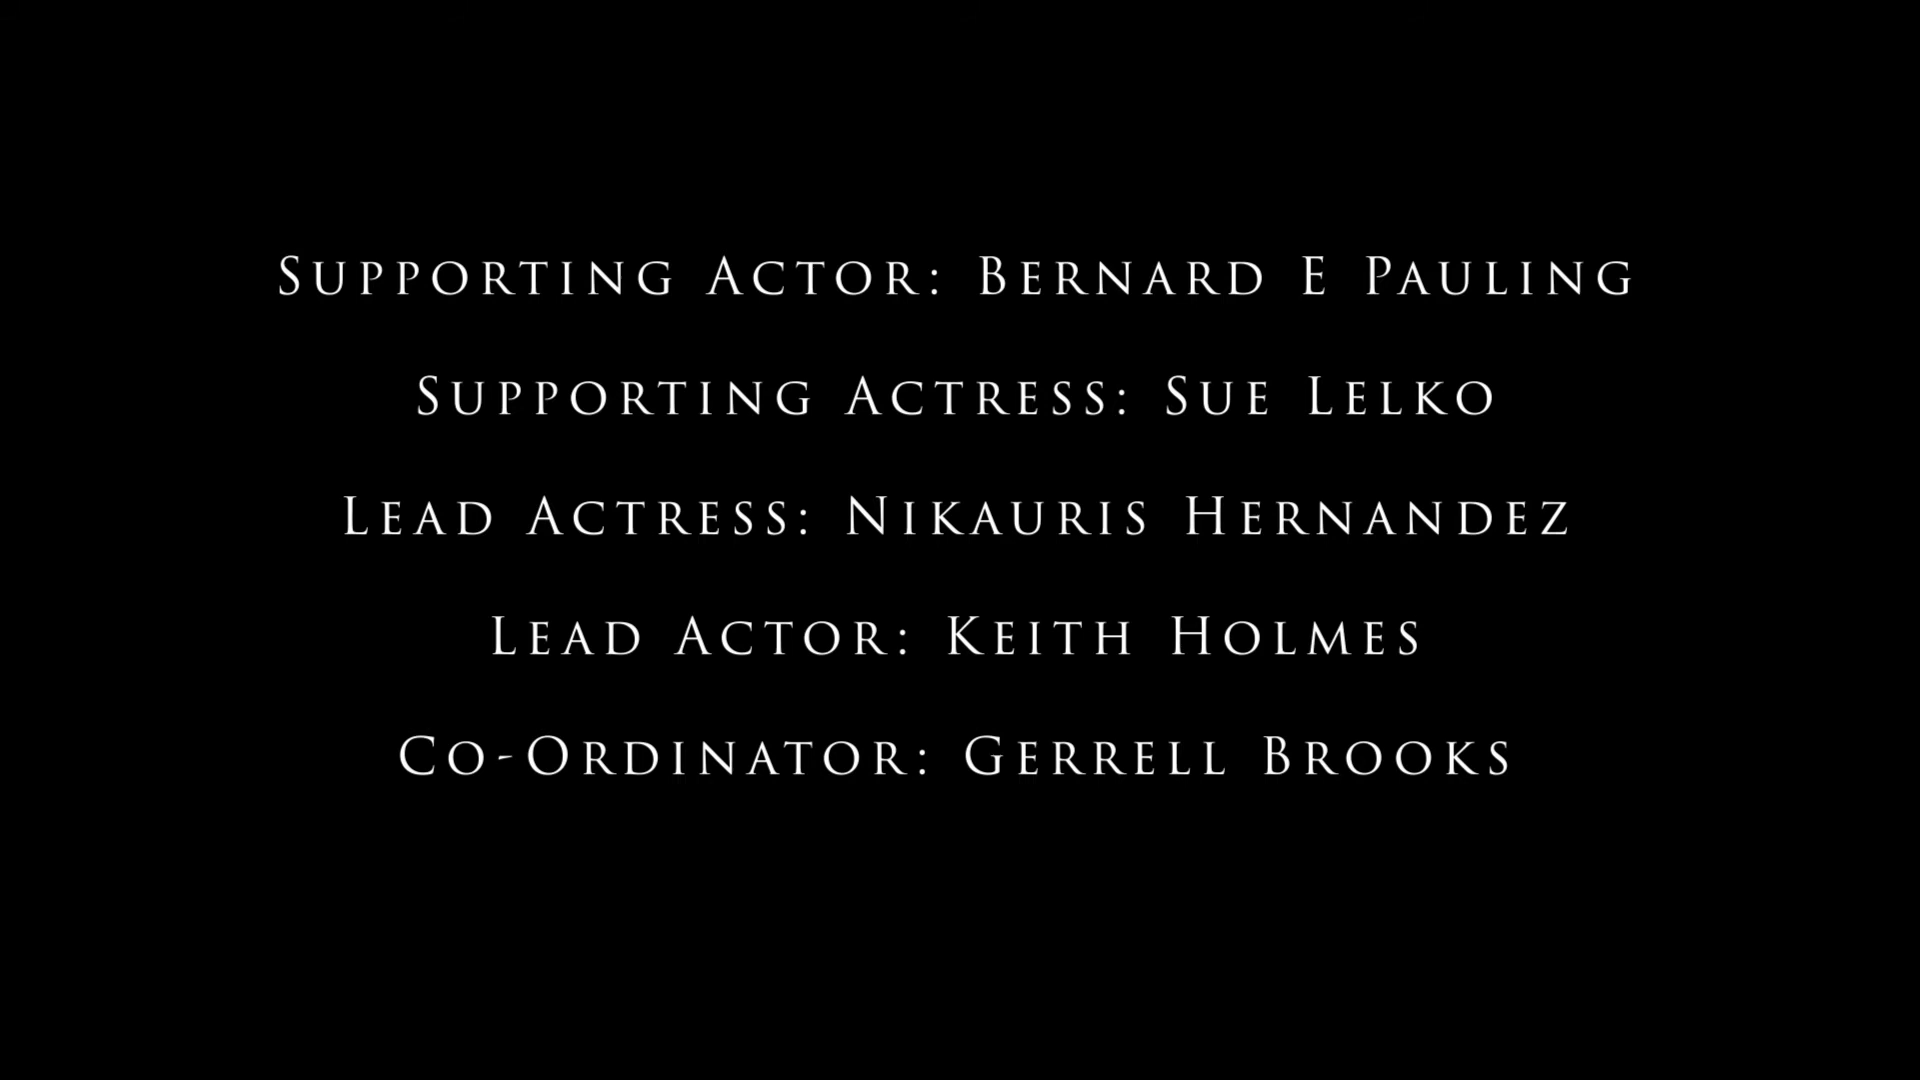 Supporting Actor: Bernard E Pauling
Supporting Actress: Sue Lelko
Lead Actress: Nikauris Hernandez
Lead Actor: Keith Holmes
Co-Ordinator: Gerrell Brooks